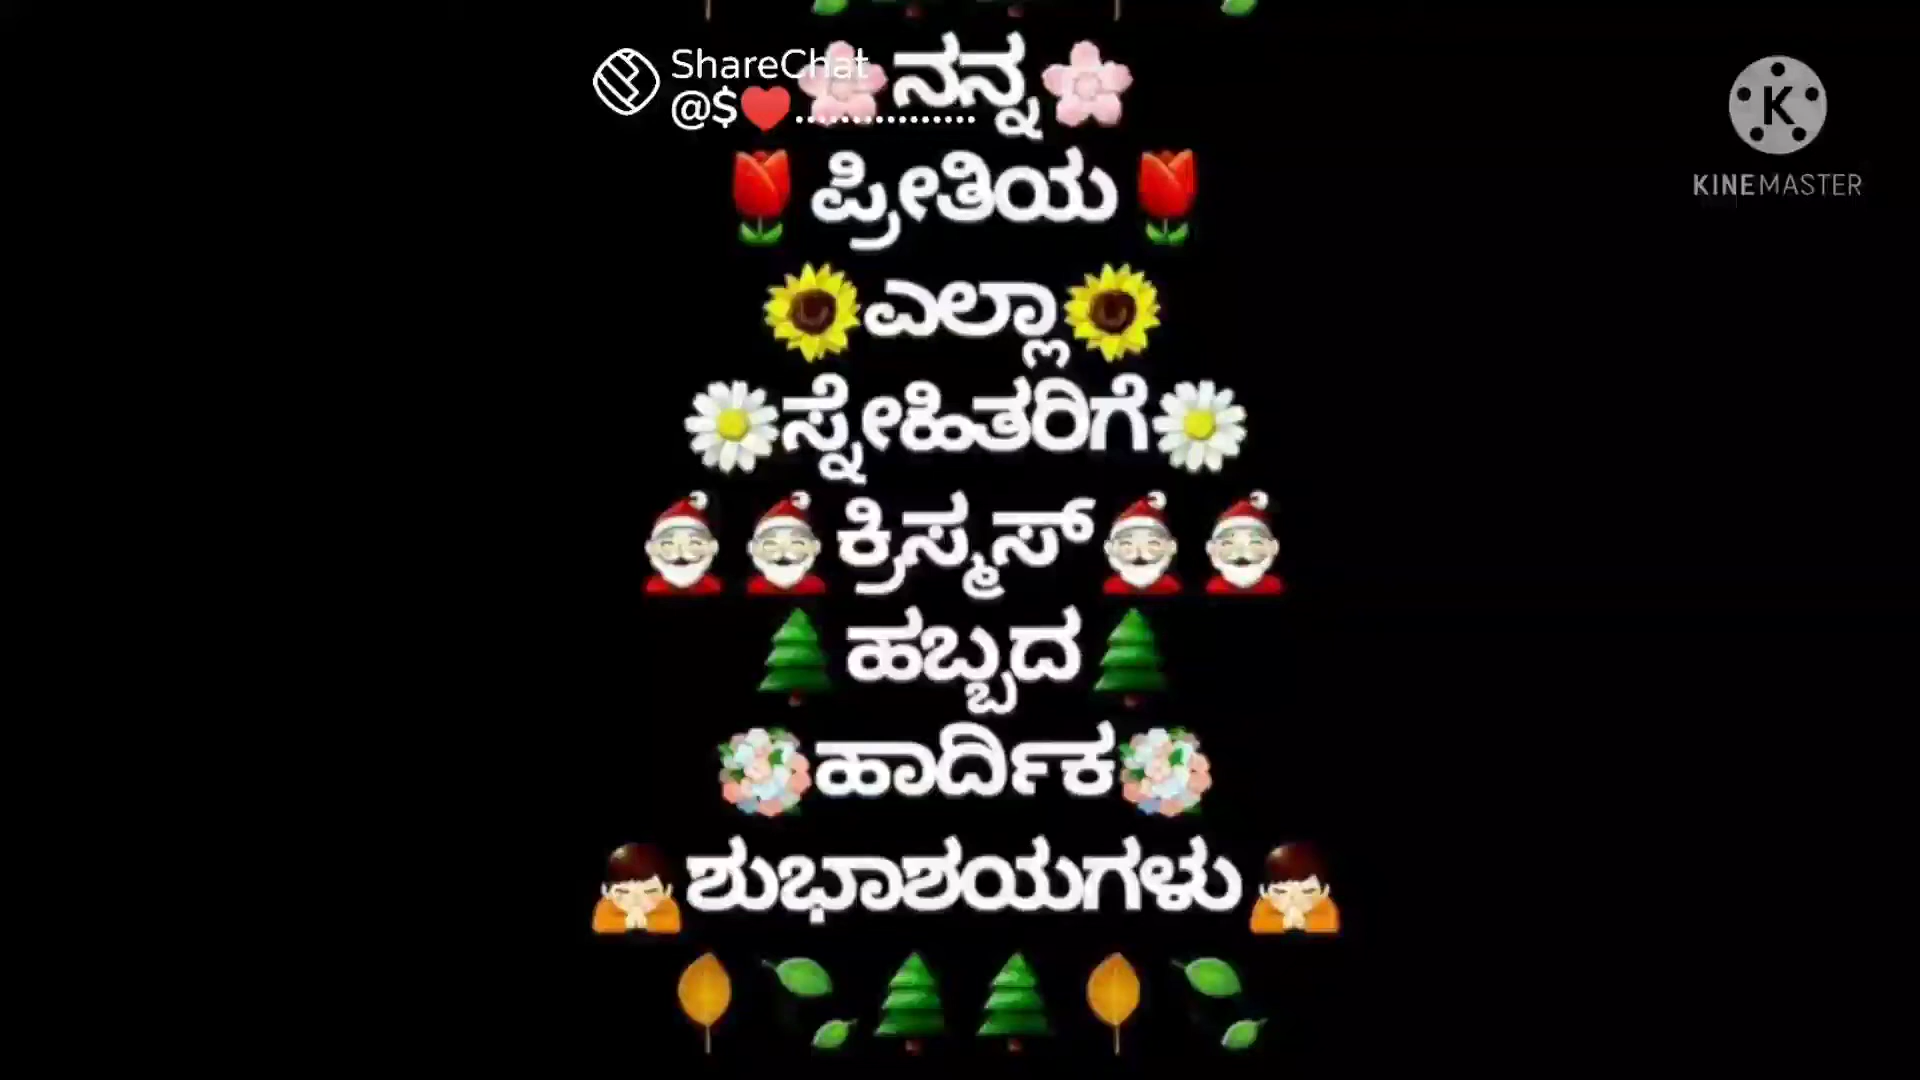 ShareChat
@$❤️................
🌸ನನ್ನ🌸
🌷ಪ್ರೀತಿಯ🌷
🌻ಎಲ್ಲಾ🌻
🌼ಸ್ನೇಹಿತರಿಗೆ🌼
🎅🎅ಕ್ರಿಸ್ಮಸ್🎅🎅
🌲ಹಬ್ಬದ🌲
💐ಹಾರ್ದಿಕ💐
🙏ಶುಭಾಶಯಗಳು🙏
K
KINEMASTER